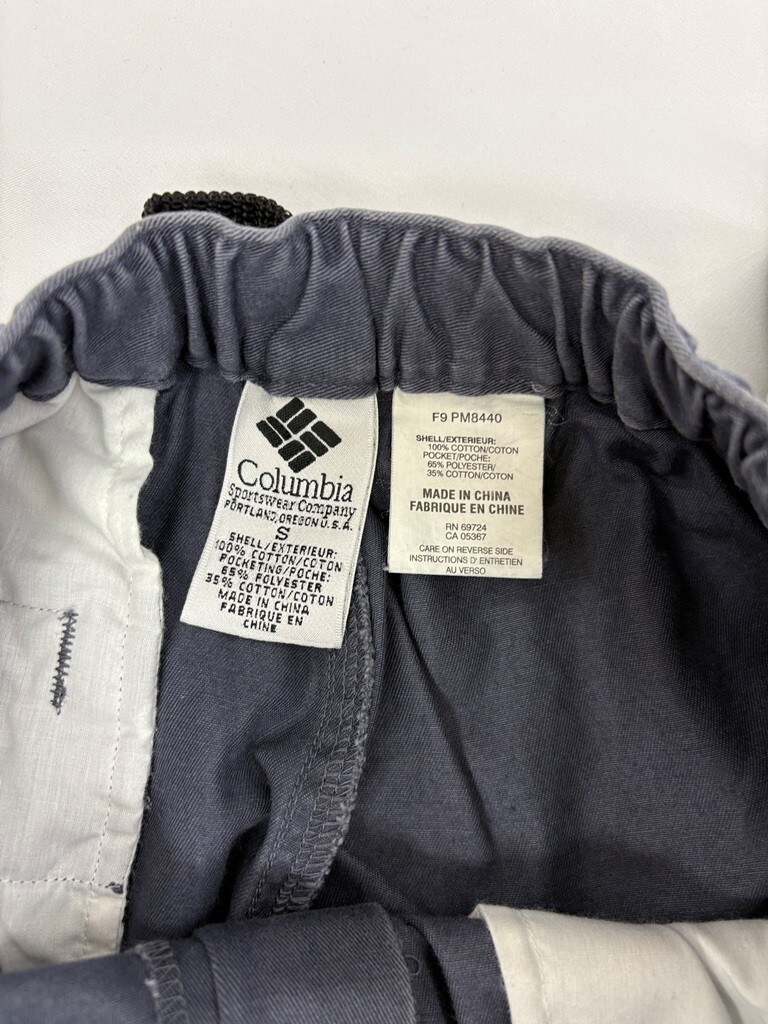 Columbia
Sportswear Company
PORTLAND, OREGON U.S.A.
S
SHELL/EXTERIEUR:
100% COTTON/COTON
POCKETING/POCHE:
65% POLYESTER
35% COTTON/COTON
MADE IN CHINA
FABRIQUE EN
CHINE
F9 PM8440
SHELL/EXTERIEUR:
100% COTTON/COTON
POCKET/POCHE:
65% POLYESTER/
35% COTTON/COTON
MADE IN CHINA
FABRIQUE EN CHINE
RN 69724
CA 05367
CARE ON REVERSE SIDE
INSTRUCTIONS D' ENTRETIEN
AU VERSO